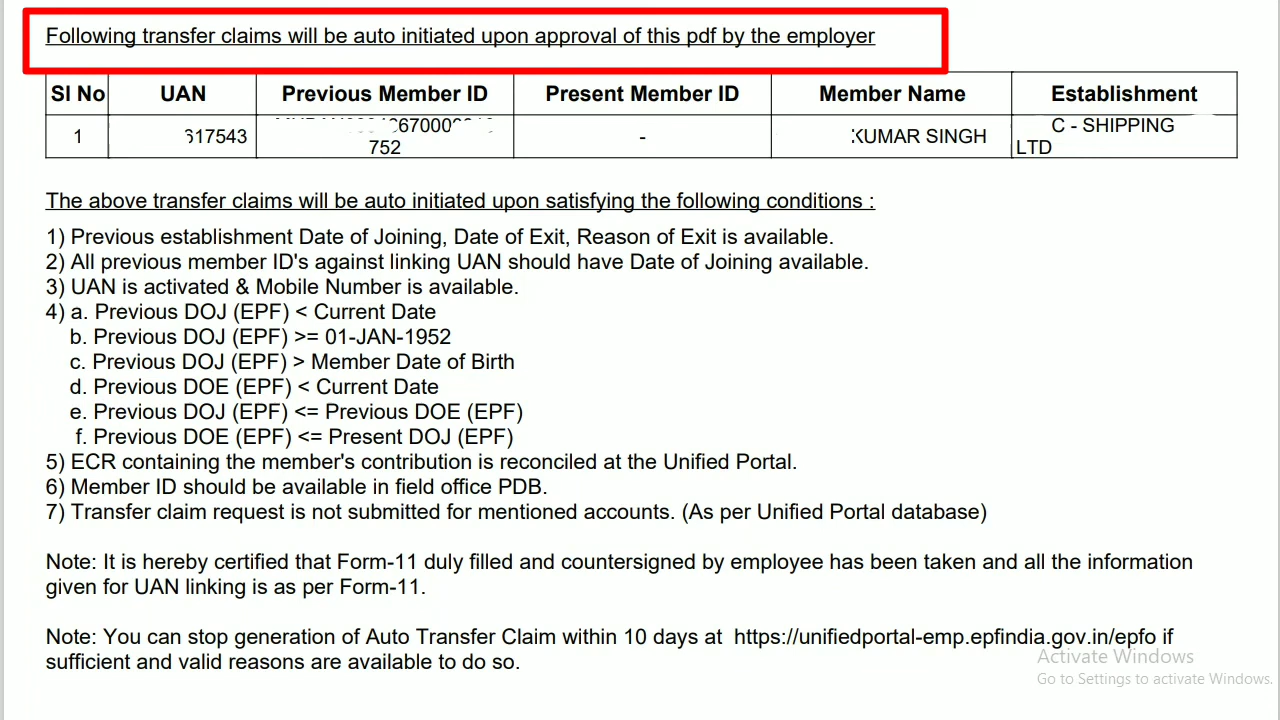 Following transfer claims will be auto initiated upon approval of this pdf by the employer
Sl No UAN Previous Member ID Present Member ID Member Name Establishment
1 617543 752 - KUMAR SINGH C - SHIPPING LTD
The above transfer claims will be auto initiated upon satisfying the following conditions :
1) Previous establishment Date of Joining, Date of Exit, Reason of Exit is available.
2) All previous member ID's against linking UAN should have Date of Joining available.
3) UAN is activated & Mobile Number is available.
4) a. Previous DOJ (EPF) < Current Date
b. Previous DOJ (EPF) >= 01-JAN-1952
c. Previous DOJ (EPF) > Member Date of Birth
d. Previous DOE (EPF) < Current Date
e. Previous DOJ (EPF) <= Previous DOE (EPF)
f. Previous DOE (EPF) <= Present DOJ (EPF)
5) ECR containing the member's contribution is reconciled at the Unified Portal.
6) Member ID should be available in field office PDB.
7) Transfer claim request is not submitted for mentioned accounts. (As per Unified Portal database)
Note: It is hereby certified that Form-11 duly filled and countersigned by employee has been taken and all the information
given for UAN linking is as per Form-11.
Note: You can stop generation of Auto Transfer Claim within 10 days at https://unifiedportal-emp.epfindia.gov.in/epfo if
sufficient and valid reasons are available to do so.
Activate Windows
Go to Settings to activate Windows.